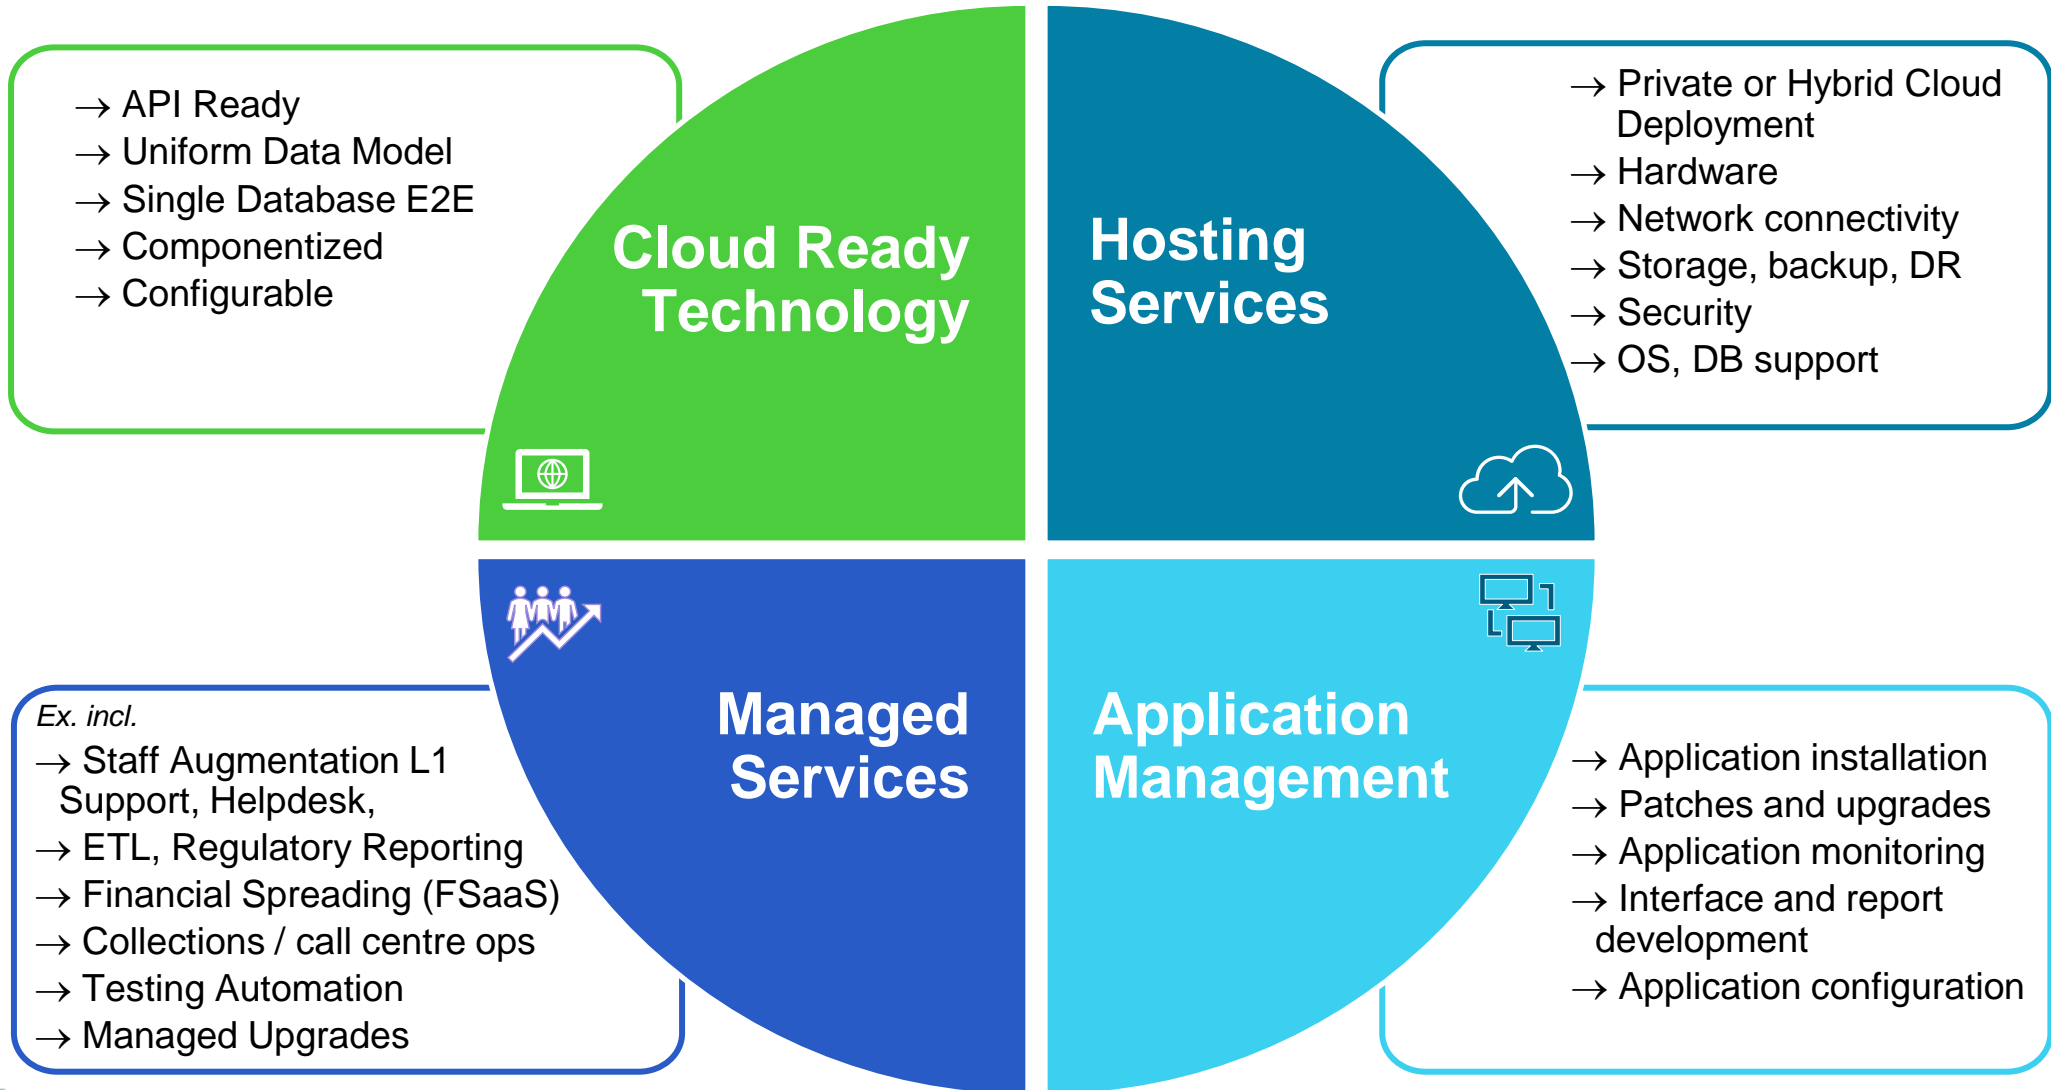 → API Ready
→ Uniform Data Model
→ Single Database E2E
→ Componentized
→ Configurable
Cloud Ready
Technology
Hosting
Services
→ Private or Hybrid Cloud
Deployment
→ Hardware
→ Network connectivity
→ Storage, backup, DR
→ Security
→ OS, DB support
Ex. incl.
→ Staff Augmentation L1
Support, Helpdesk,
→ ETL, Regulatory Reporting
→ Financial Spreading (FSaaS)
→ Collections / call centre ops
→ Testing Automation
→ Managed Upgrades
Managed
Services
Application
Management
→ Application installation
→ Patches and upgrades
→ Application monitoring
→ Interface and report
development
→ Application configuration